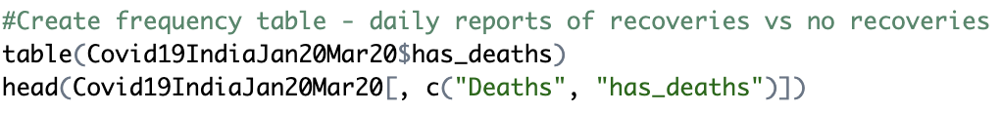 #Create frequency table - daily reports of recoveries vs no recoveries
table(Covid19IndiaJan20Mar20$has_deaths)
head(Covid19IndiaJan20Mar20[, c("Deaths", "has_deaths")])